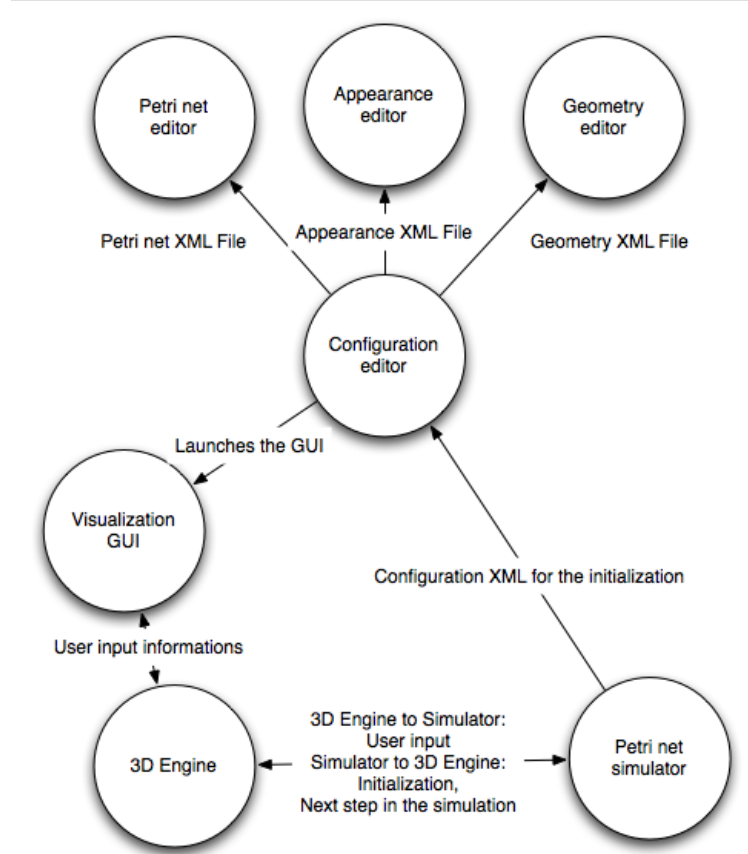 Petri net
editor
Appearance
editor
Geometry
editor
Petri net XML File
Appearance XML File
Geometry XML File
Configuration
editor
Launches the GUI
Visualization
GUI
Configuration XML for the initialization
User input informations
3D Engine
3D Engine to Simulator:
User input
Simulator to 3D Engine:
Initialization,
Next step in the simulation
Petri net
simulator